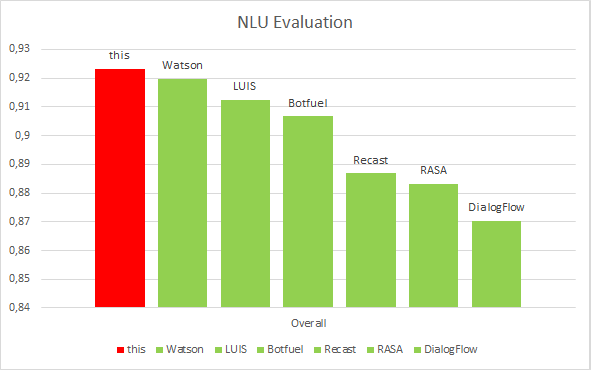 NLU Evaluation
0,93
0,92
0,91
0,9
0,89
0,88
0,87
0,86
0,85
0,84
this
Watson
LUIS
Botfuel
Recast
RASA
DialogFlow
Overall
this Watson LUIS Botfuel Recast RASA DialogFlow